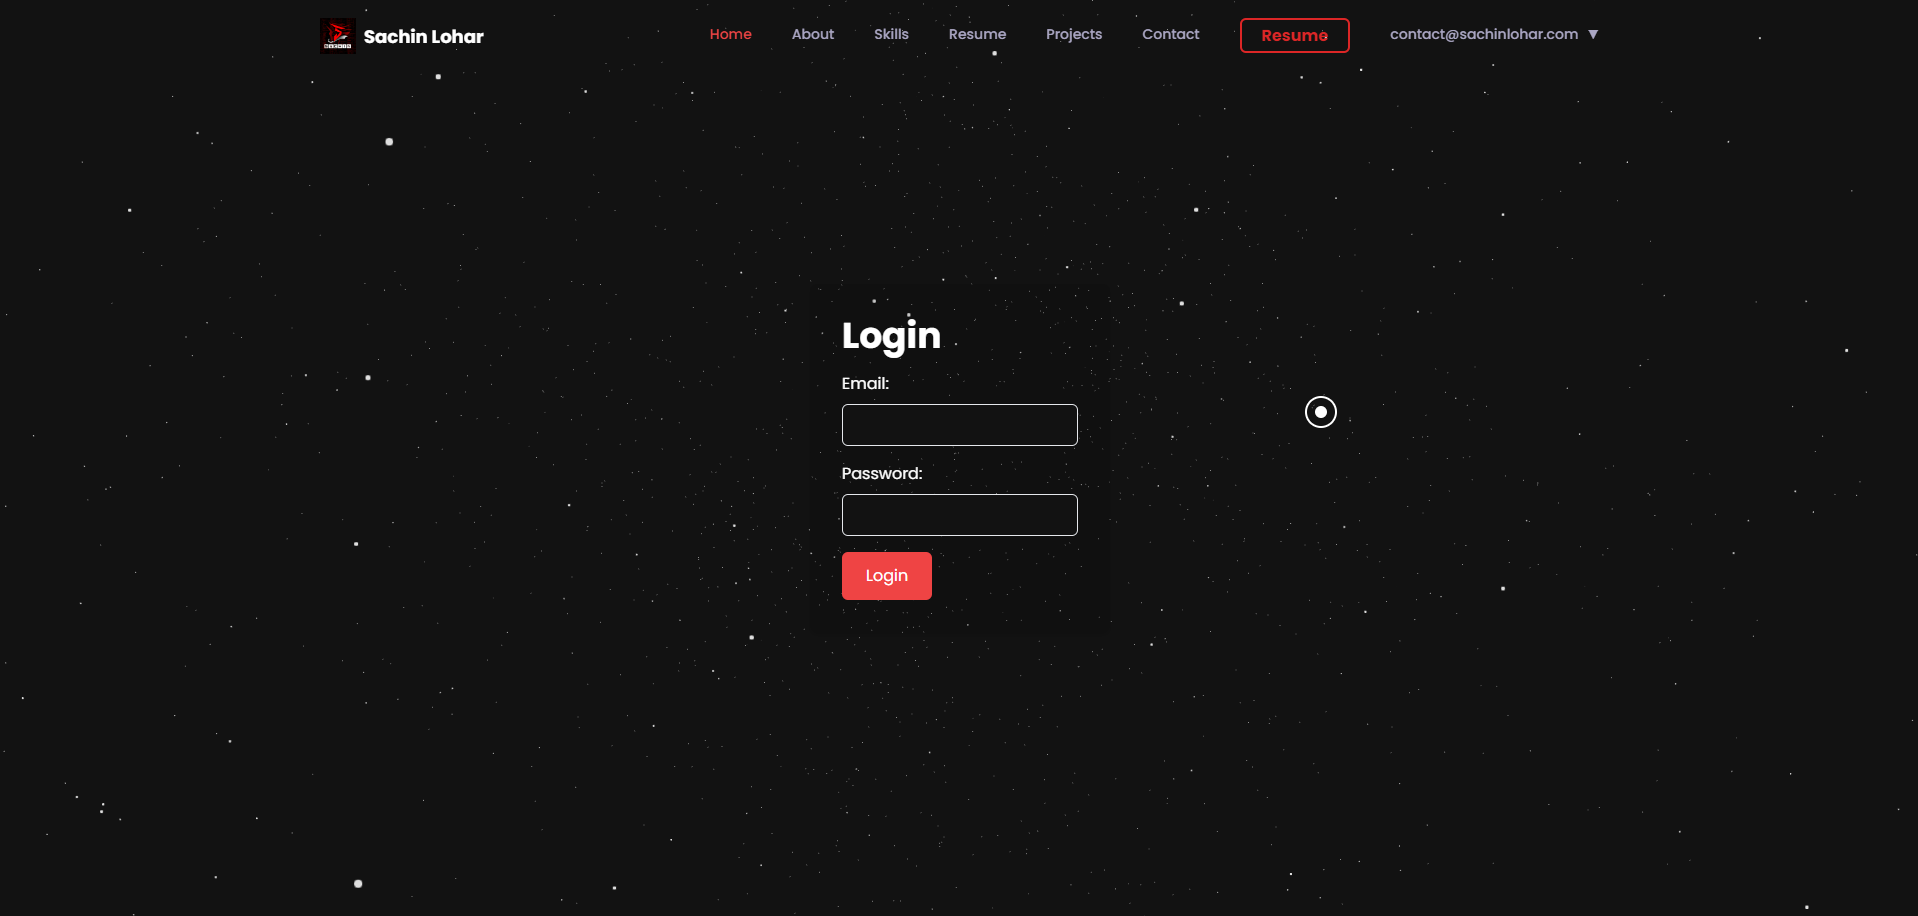 Sachin Lohar
Home About Skills Resume Projects Contact Resume contact@sachinlohar.com ▼
Login
Email:
Password:
Login